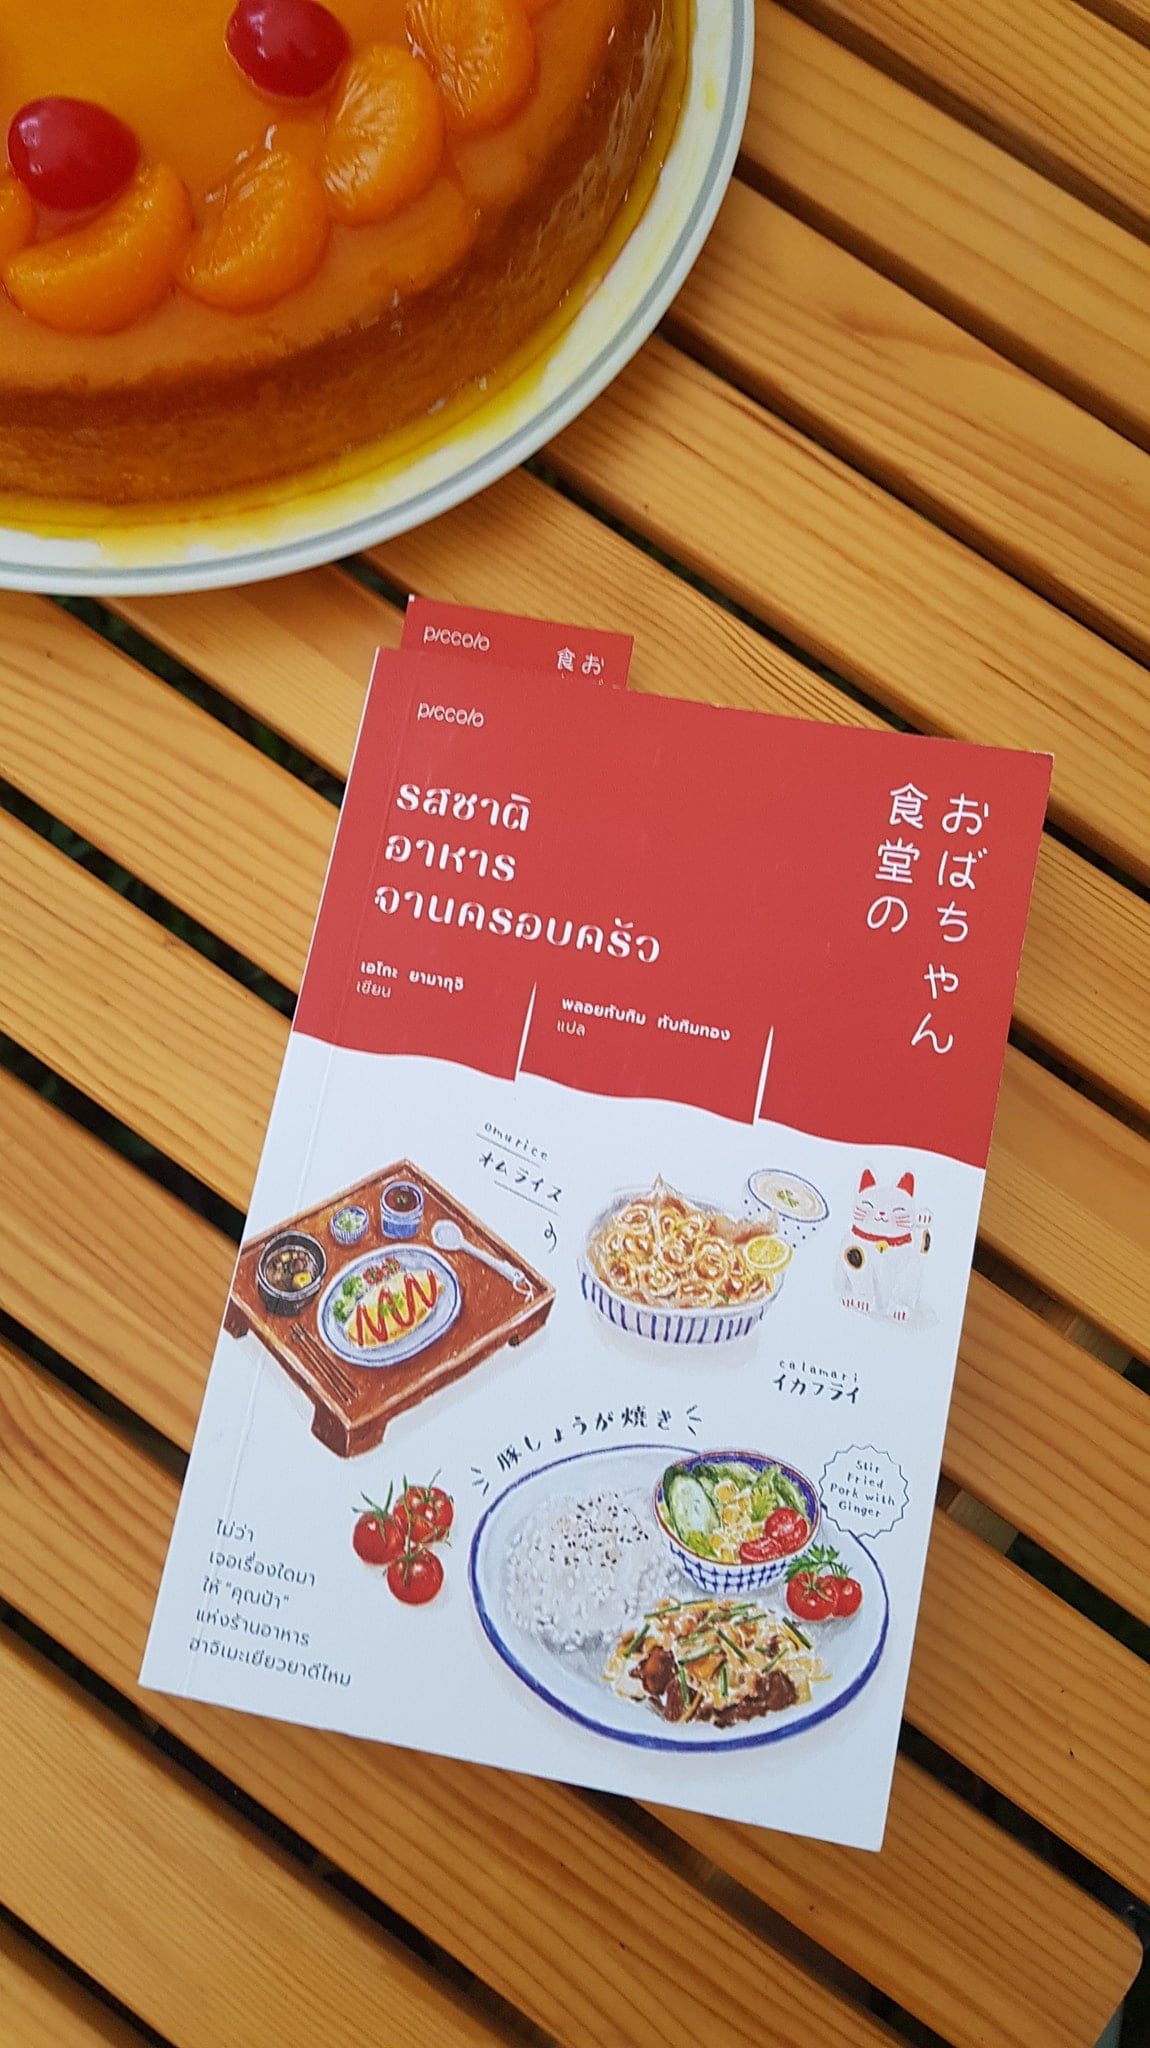 piccolo
食 お
piccolo
รสชาติ
อาหาร
จานครอบครัว
おばちゃん
食堂の
เอโกะ ยามากุจิ
เขียน
พลอยทับทิม ทับทิมทอง
แปล
omurice
オムライス
の
calamari
イカフライ
豚しょうが焼き
Stir
Fried
Pork with
Ginger
ไม่ว่า
เจอเรื่องใดมา
ให้ "คุณป้า"
แห่งร้านอาหาร
ฮาจิเมะเยียวยาดีไหม